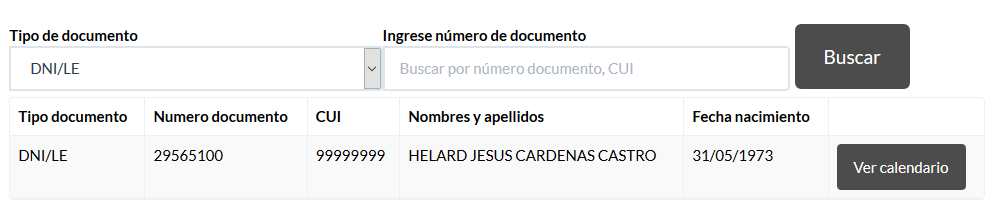 Tipo de documento
Ingrese número de documento
DNI/LE
Buscar por número documento, CUI
Buscar
Tipo documento Numero documento CUI Nombres y apellidos Fecha nacimiento
DNI/LE 29565100 99999999 HELARD JESUS CARDENAS CASTRO 31/05/1973 Ver calendario